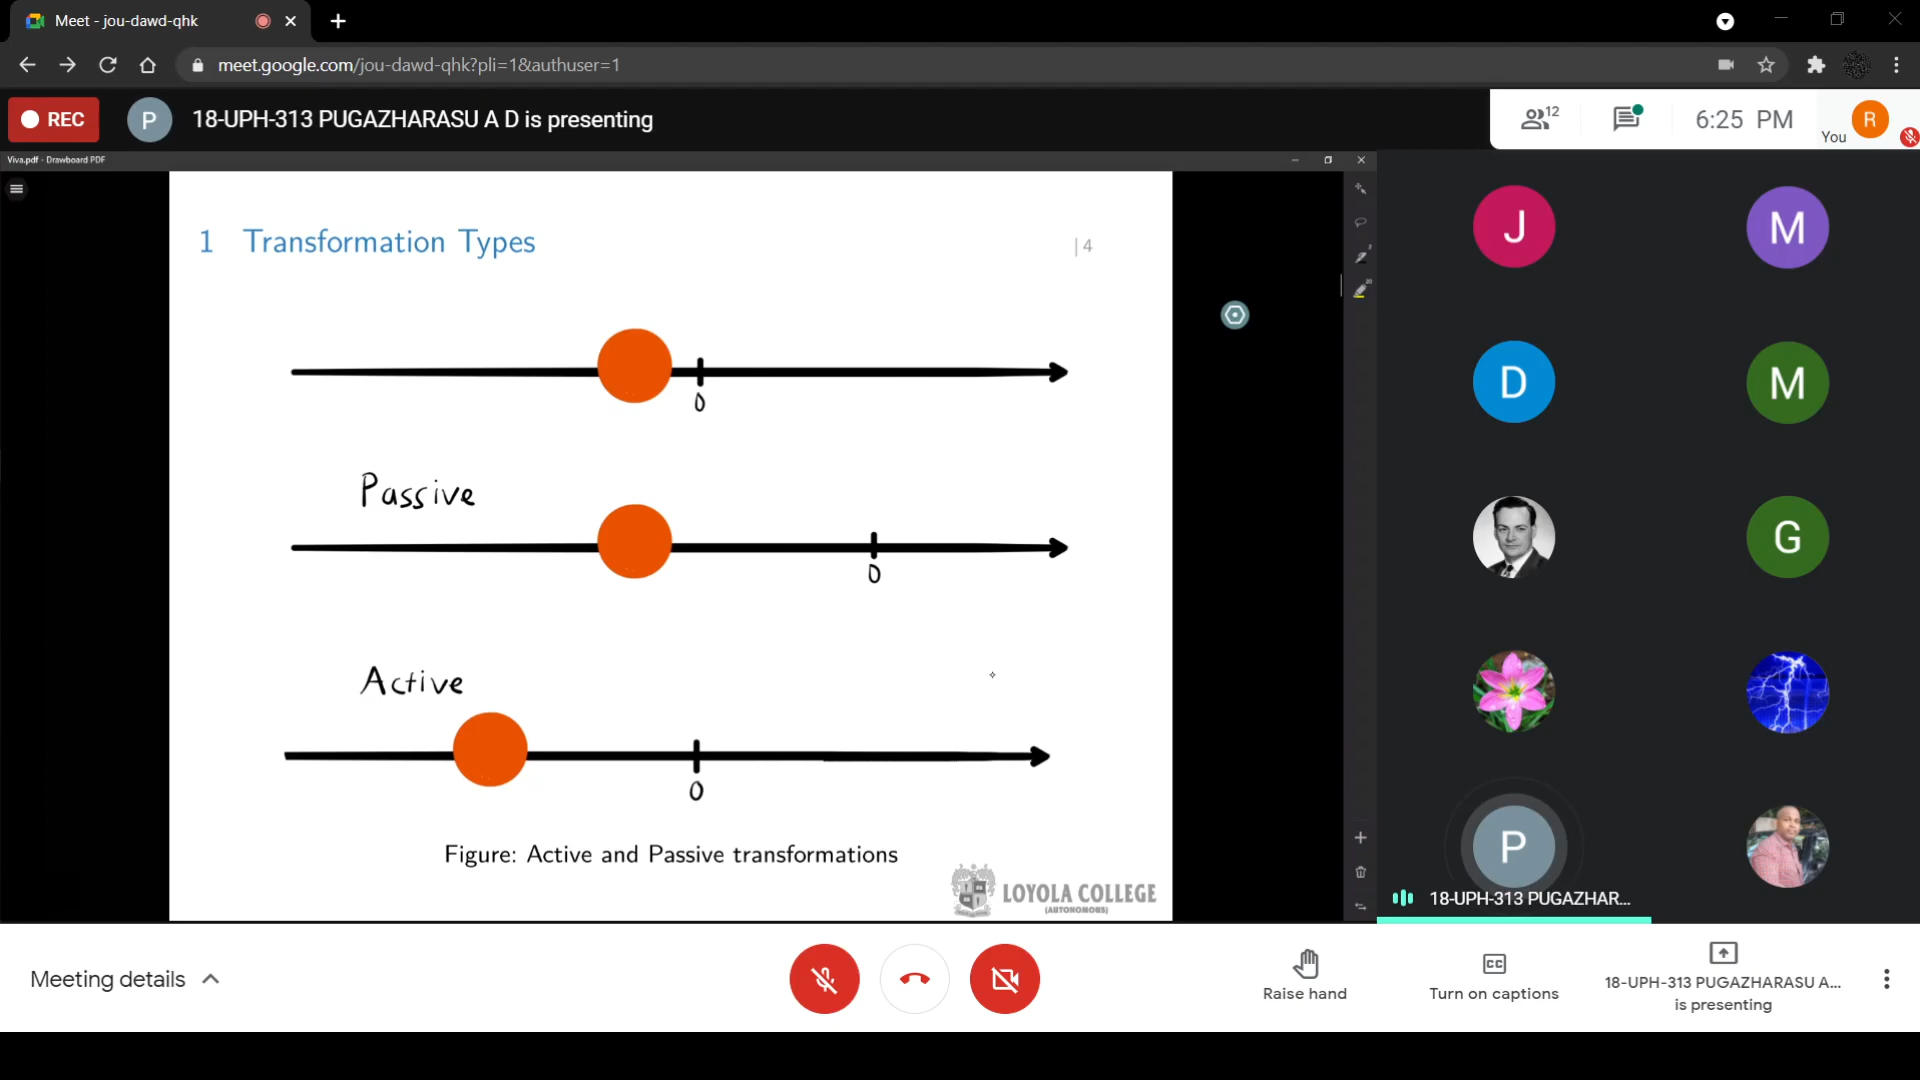 Meet - jou-dawd-qhk
meet.google.com/jou-dawd-qhk?pli=1&authuser=1
REC
P
18-UPH-313 PUGAZHARASU A D is presenting
12
6:25 PM
You
R
Viva.pdf - Drawboard PDF
1 Transformation Types
| 4
0
Passive
0
Active
0
Figure: Active and Passive transformations
LOYOLA COLLEGE
(AUTONOMOUS)
J
M
D
M
G
P
18-UPH-313 PUGAZHAR...
Meeting details
Raise hand
CC
Turn on captions
18-UPH-313 PUGAZHARASU A...
is presenting